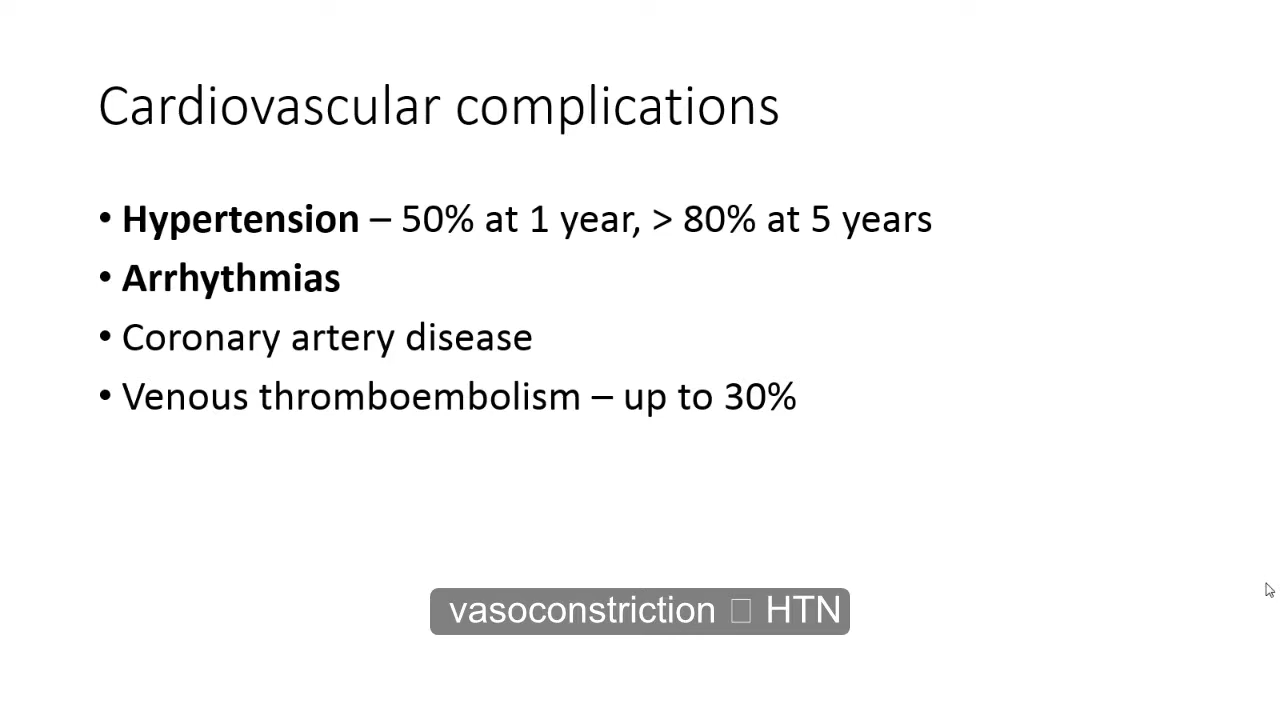 Cardiovascular complications
• Hypertension – 50% at 1 year, > 80% at 5 years
• Arrhythmias
• Coronary artery disease
• Venous thromboembolism – up to 30%
vasoconstriction □ HTN